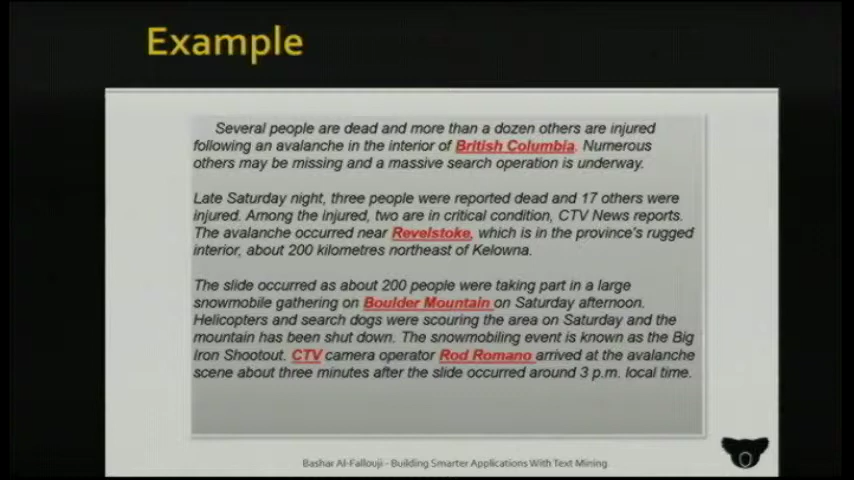 Example
Several people are dead and more than a dozen others are injured
following an avalanche in the interior of British Columbia. Numerous
others may be missing and a massive search operation is underway.
Late Saturday night, three people were reported dead and 17 others were
injured. Among the injured, two are in critical condition, CTV News reports.
The avalanche occurred near Revelstoke, which is in the province's rugged
interior, about 200 kilometres northeast of Kelowna.
The slide occurred as about 200 people were taking part in a large
snowmobile gathering on Boulder Mountain on Saturday afternoon.
Helicopters and search dogs were scouring the area on Saturday and the
mountain has been shut down. The snowmobiling event is known as the Big
Iron Shootout. CTV camera operator Rod Romano arrived at the avalanche
scene about three minutes after the slide occurred around 3 p.m. local time.
Bashar Al-Fallouji - Building Smarter Applications With Text Mining